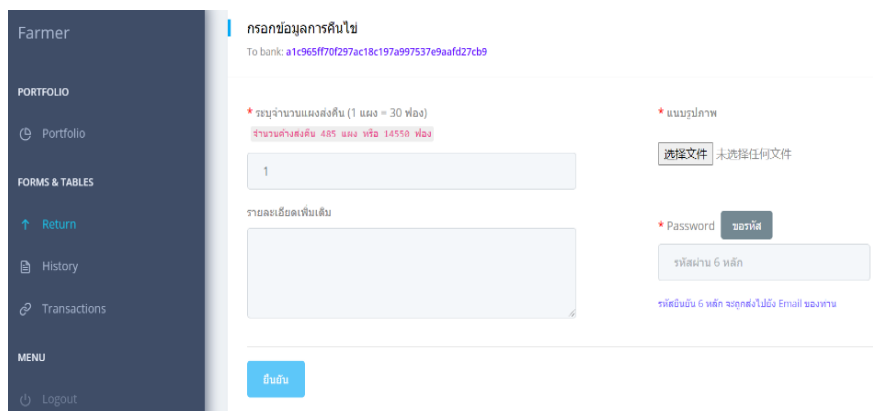 Farmer
PORTFOLIO
Portfolio
FORMS & TABLES
Return
History
Transactions
MENU
Logout
กรอกข้อมูลการคืนไข่
To bank: a1c965ff70f297ac18c197a997537e9aafd27cb9
* ระบุจำนวนแผงส่งคืน (1 แผง = 30 ฟอง)
จำนวนค้างส่งคืน 485 แผง หรือ 14550 ฟอง
1
รายละเอียดเพิ่มเติม
* แนบรูปภาพ
选择文件 未选择任何文件
* Password ขอรหัส
รหัสผ่าน 6 หลัก
รหัสยืนยัน 6 หลัก จะถูกส่งไปยัง Email ของท่าน
ยืนยัน